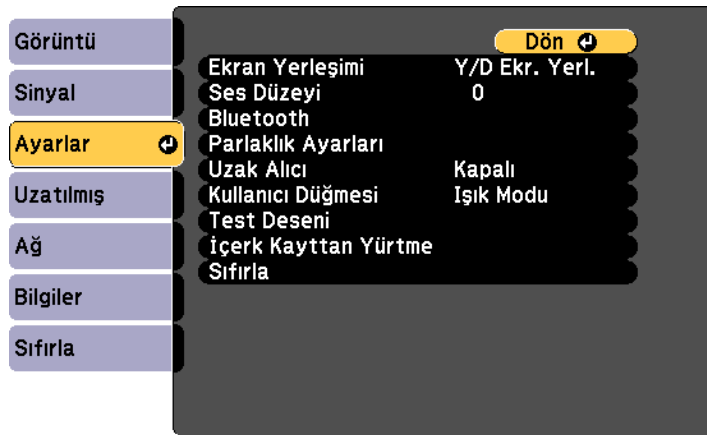 Görüntü
Sinyal
Ayarlar
Uzatılmış
Ağ
Bilgiler
Sıfırla
Dön
Ekran Yerleşimi Y/D Ekr. Yerl.
Ses Düzeyi 0
Bluetooth
Parlaklık Ayarları
Uzak Alıcı Kapalı
Kullanıcı Düğmesi Işık Modu
Test Deseni
İçerk Kayttan Yürtme
Sıfırla